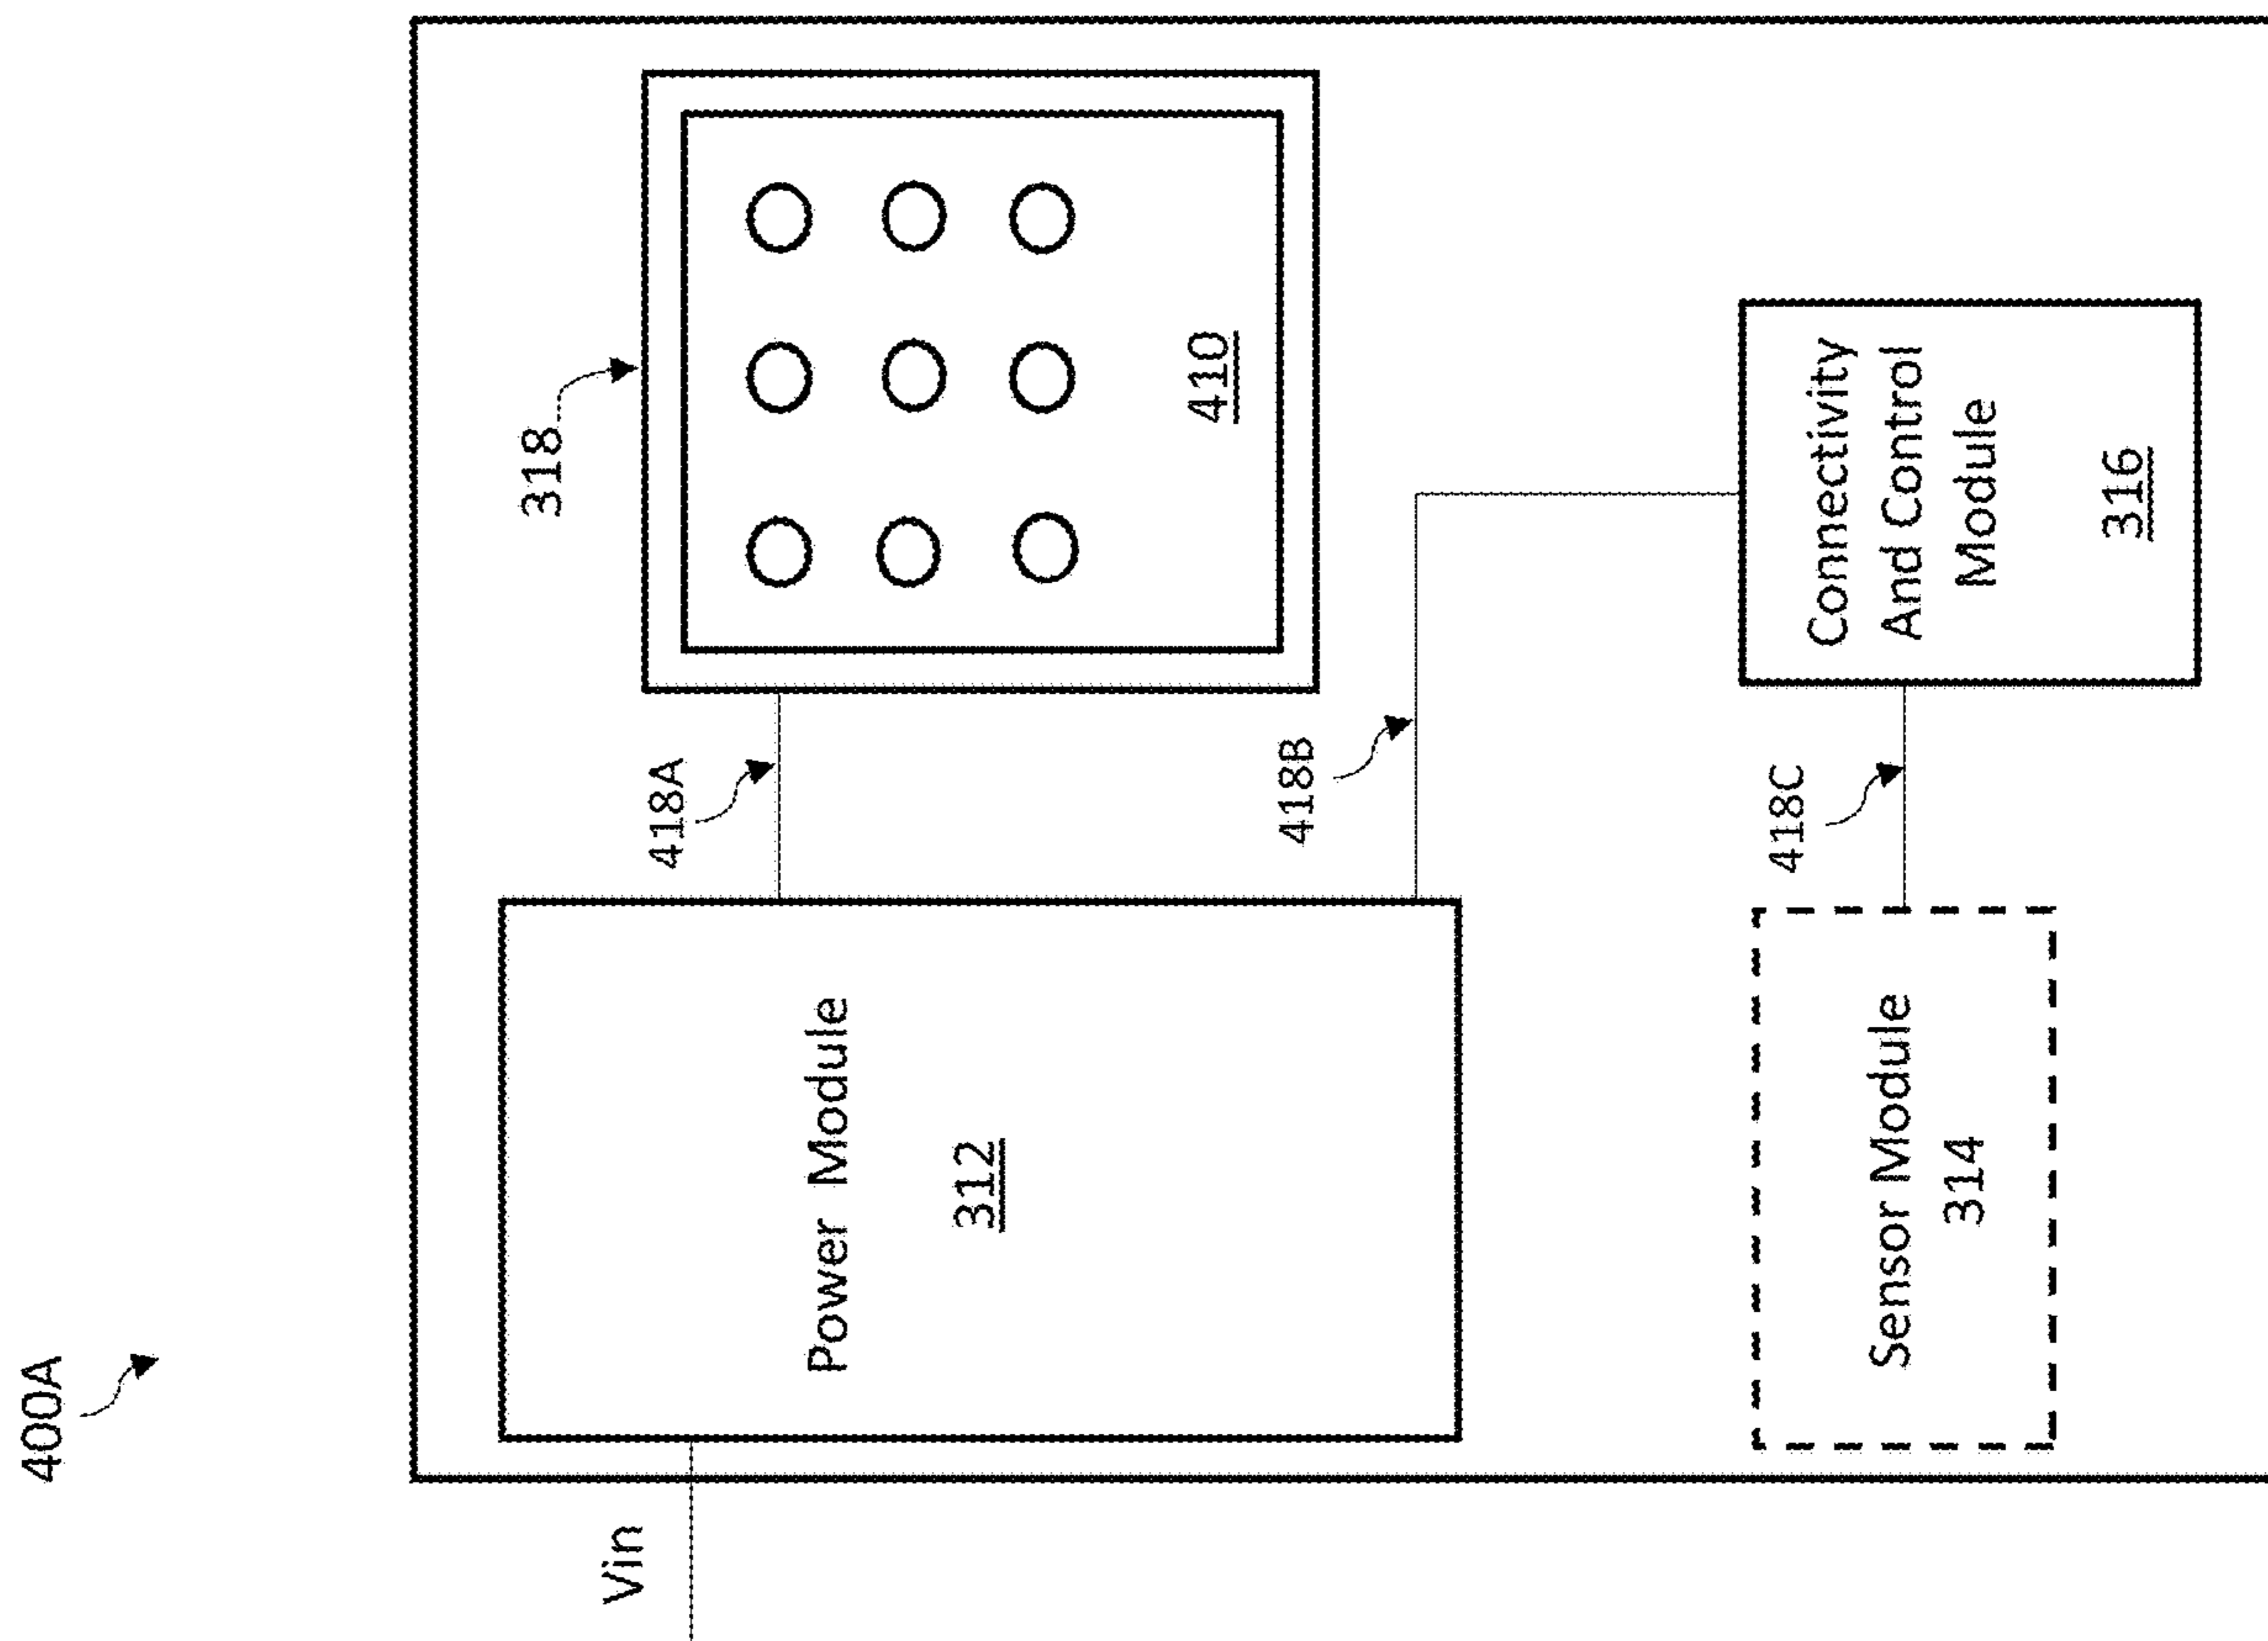 400A
Vin
Power Module
312
418A
318
410
418B
Sensor Module
314
418C
Connectivity
And Control
Module
316